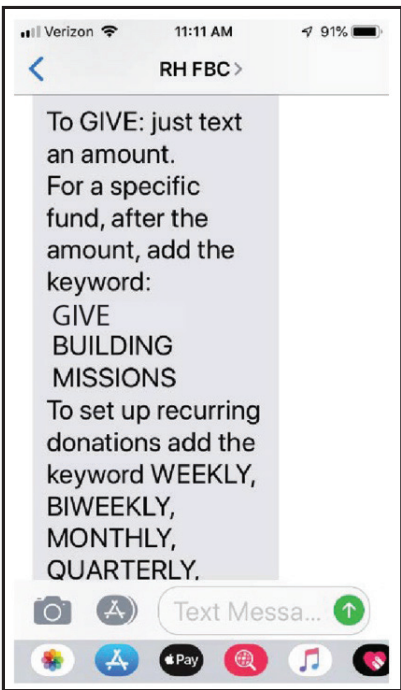 Verizon 11:11 AM 91%
RH FBC >
To GIVE: just text
an amount.
For a specific
fund, after the
amount, add the
keyword:
GIVE
BUILDING
MISSIONS
To set up recurring
donations add the
keyword WEEKLY,
BIWEEKLY,
MONTHLY,
QUARTERLY,
Text Messa...
Pay